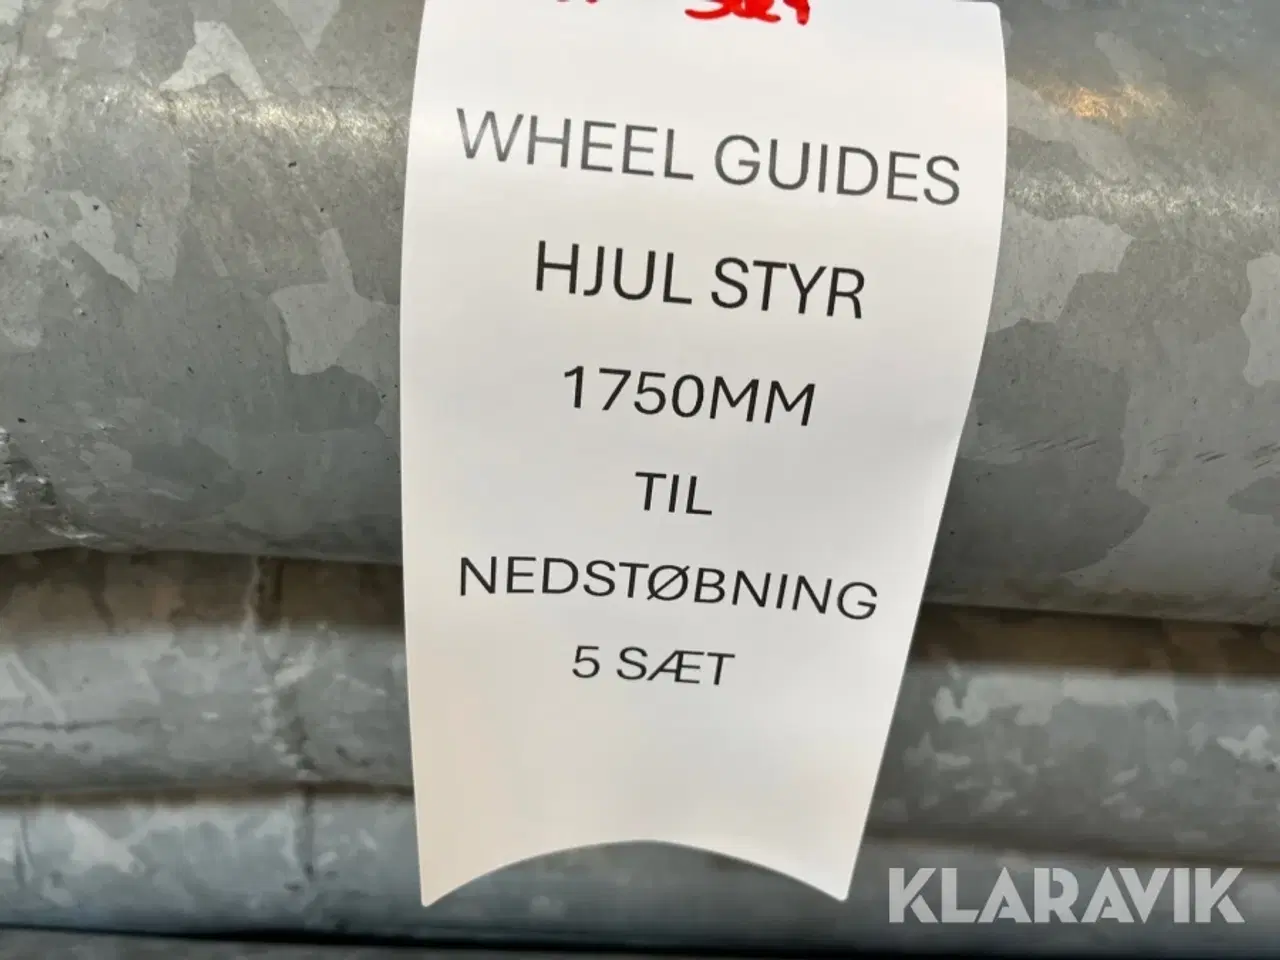 WHEEL GUIDES
HJUL STYR
1750MM
TIL
NEDSTØBNING
5 SÆT
KLARAVIK